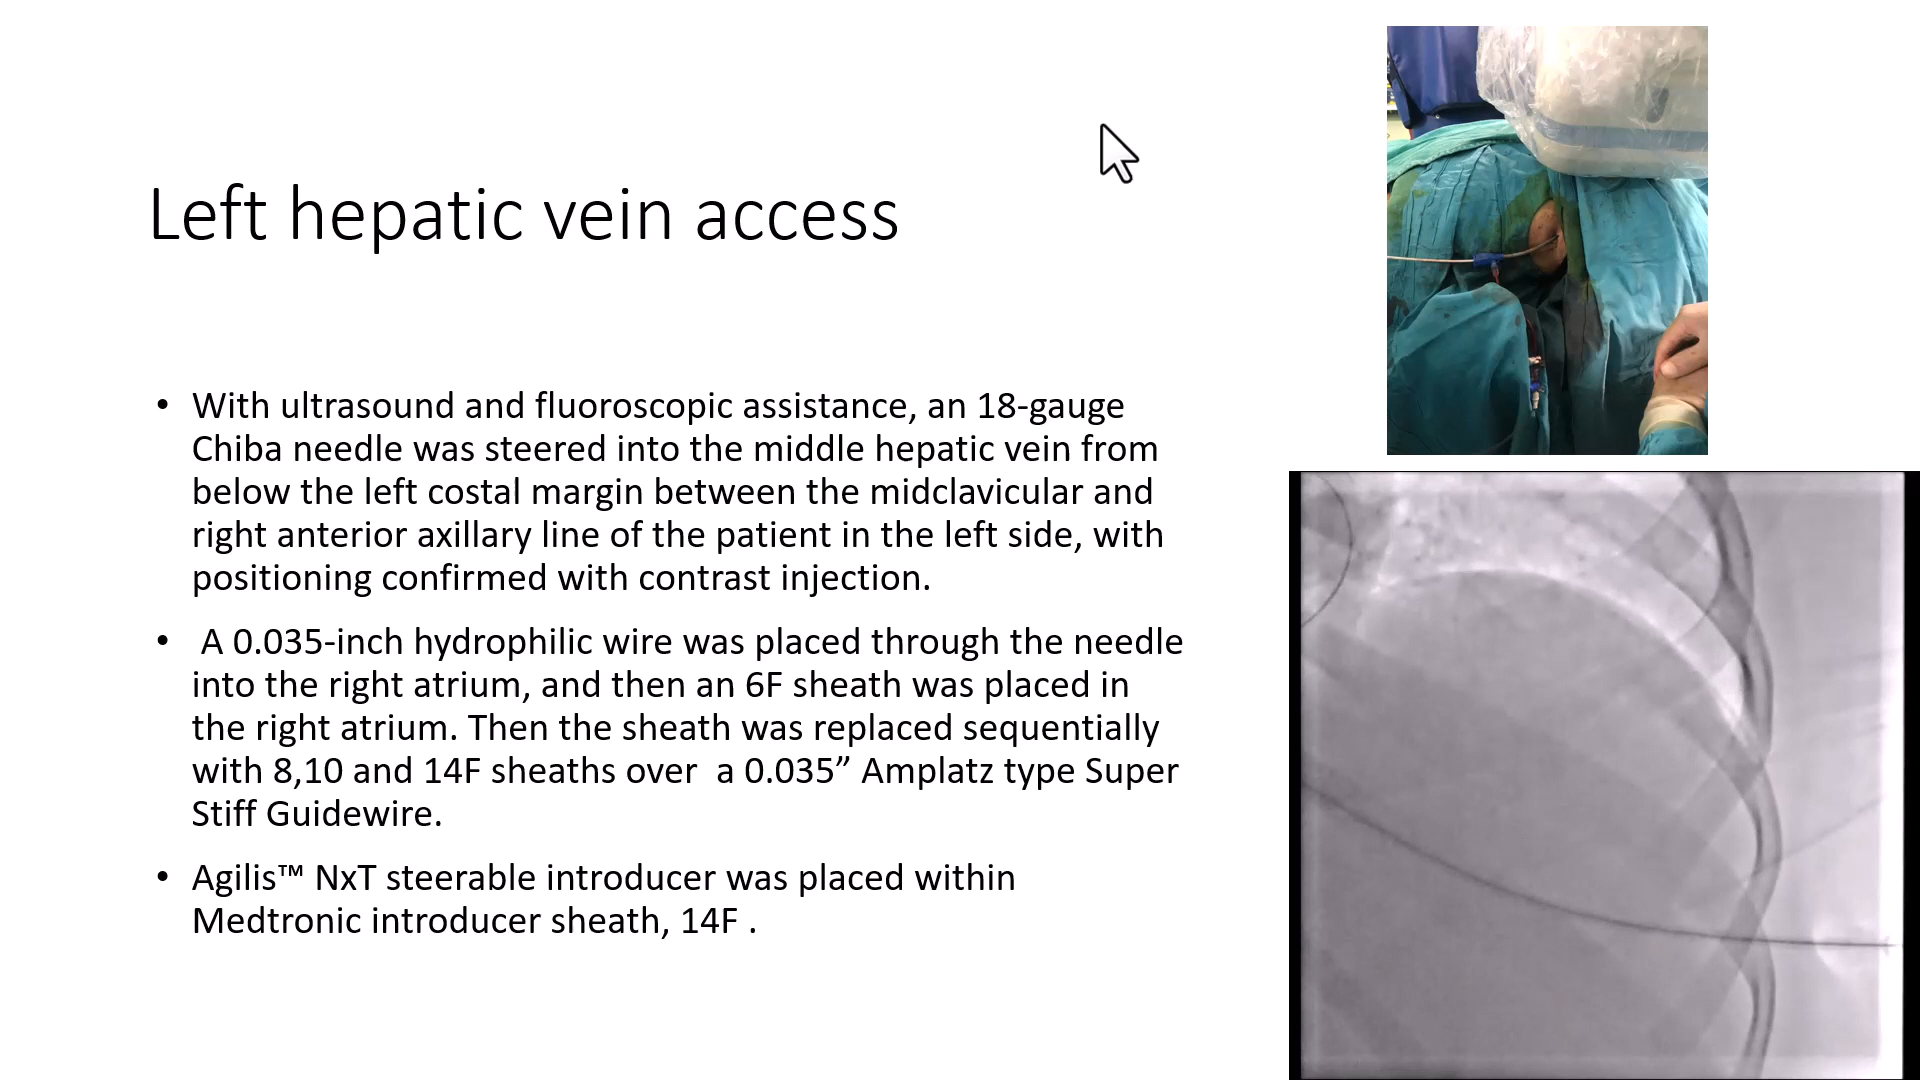 Left hepatic vein access
• With ultrasound and fluoroscopic assistance, an 18-gauge
Chiba needle was steered into the middle hepatic vein from
below the left costal margin between the midclavicular and
right anterior axillary line of the patient in the left side, with
positioning confirmed with contrast injection.
• A 0.035-inch hydrophilic wire was placed through the needle
into the right atrium, and then an 6F sheath was placed in
the right atrium. Then the sheath was replaced sequentially
with 8,10 and 14F sheaths over  a 0.035” Amplatz type Super
Stiff Guidewire.
• Agilis™ NxT steerable introducer was placed within
Medtronic introducer sheath, 14F .